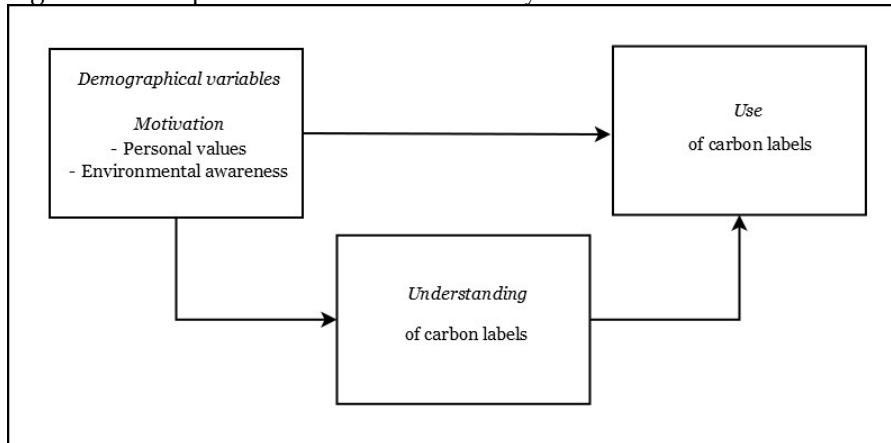 Demographical variables
Motivation
- Personal values
- Environmental awareness
Use
of carbon labels
Understanding
of carbon labels